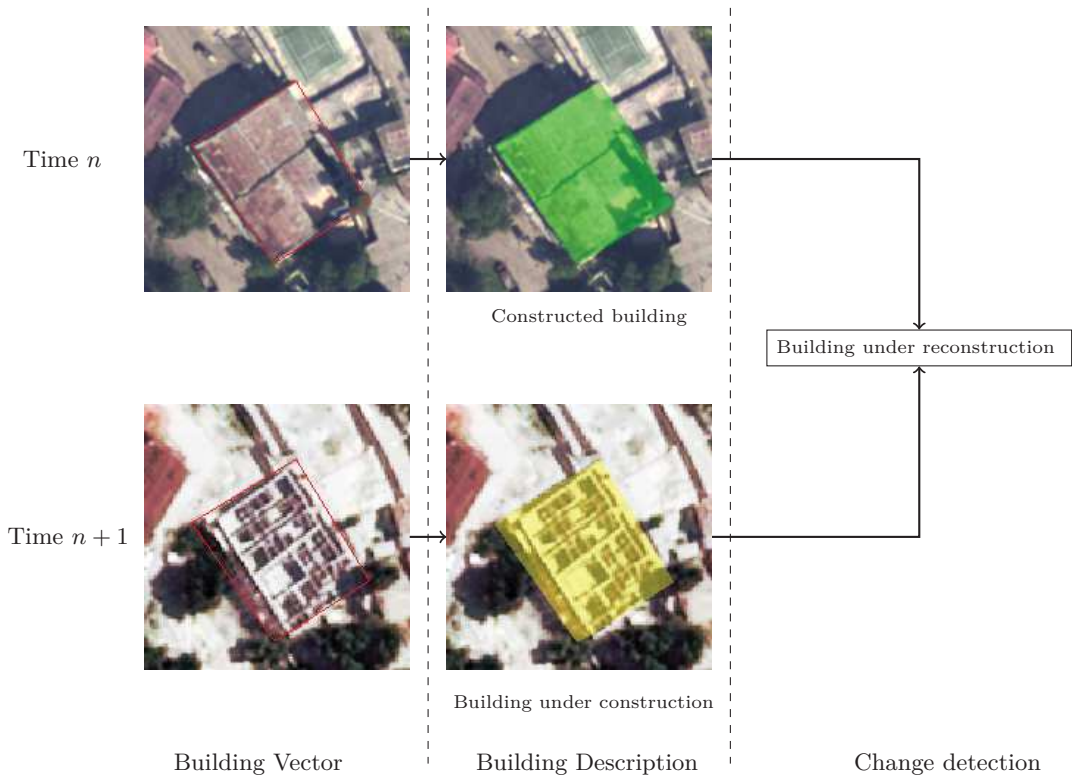 Time n
Constructed building
Building under reconstruction
Time n + 1
Building under construction
Building Vector
Building Description
Change detection